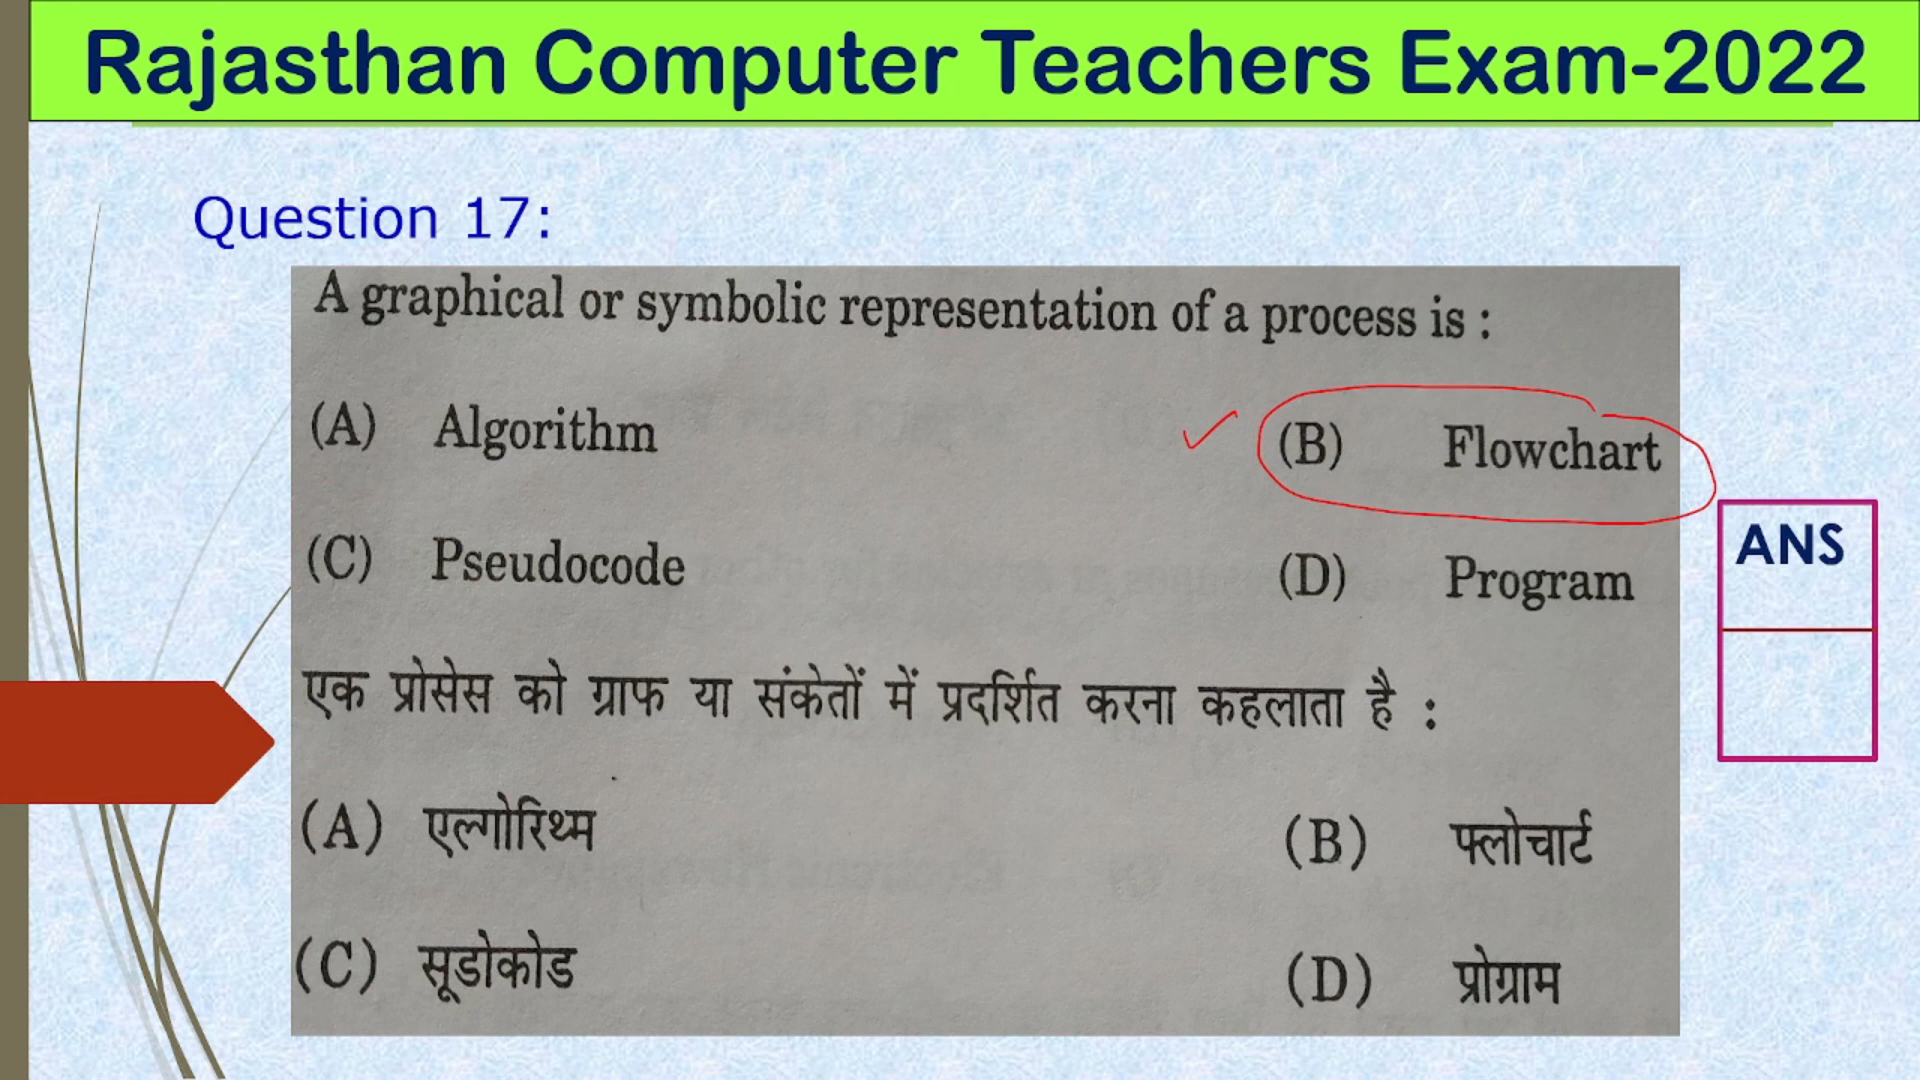 Rajasthan Computer Teachers Exam-2022
Question 17:
A graphical or symbolic representation of a process is :
(A) Algorithm (B) Flowchart
(C) Pseudocode (D) Program
ANS
एक प्रोसेस को ग्राफ या संकेतों में प्रदर्शित करना कहलाता है :
(A) एल्गोरिथ्म (B) फ्लोचार्ट
(C) सूडोकोड (D) प्रोग्राम